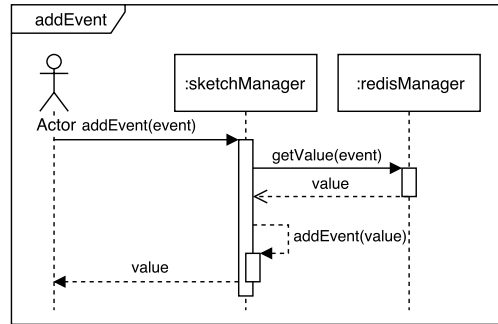 addEvent
:sketchManager
:redisManager
Actor
addEvent(event)
getValue(event)
value
addEvent(value)
value